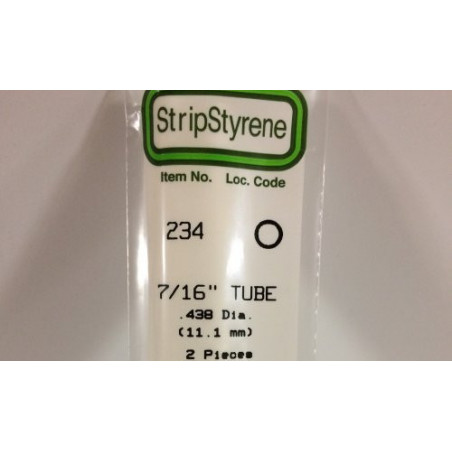 StripStyrene
Item No. Loc. Code
234
7/16" TUBE
.438 Dia.
(11.1 mm)
2 Pieces